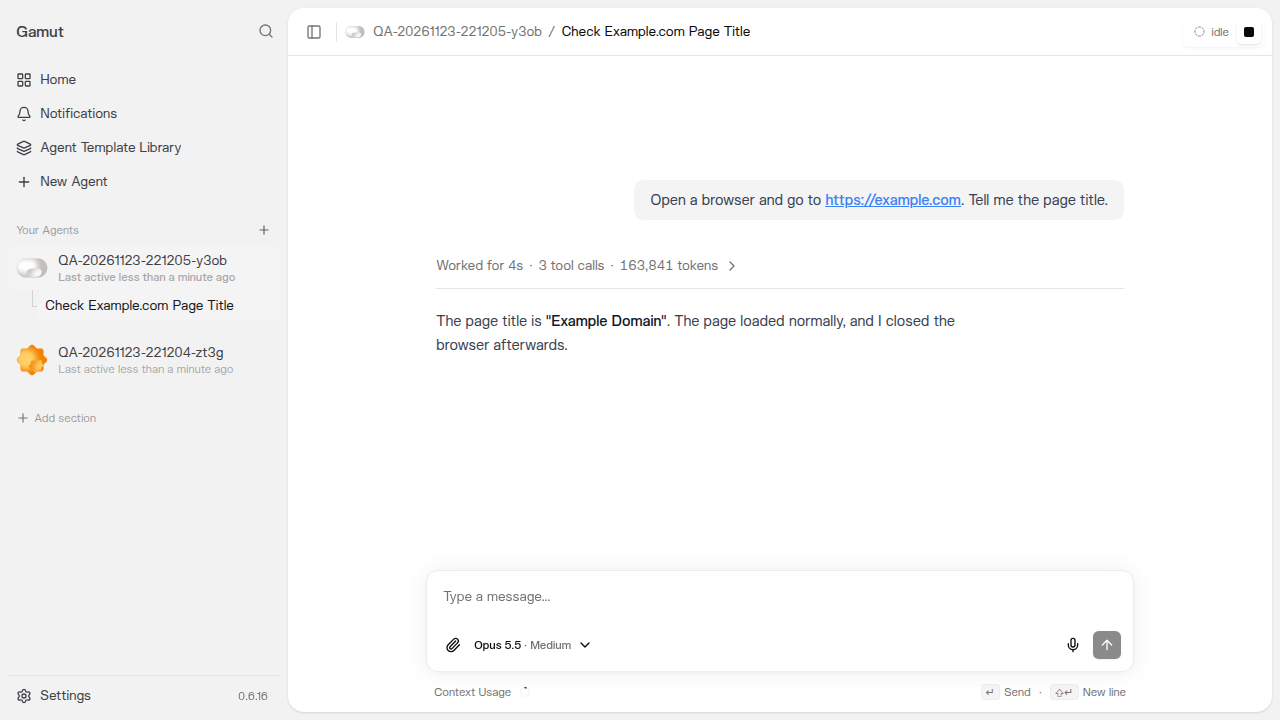 Gamut
Home
Notifications
Agent Template Library
New Agent
Your Agents
QA-20261123-221205-y3ob
Last active less than a minute ago
Check Example.com Page Title
QA-20261123-221204-zt3g
Last active less than a minute ago
Add section
Settings
0.6.16
QA-20261123-221205-y3ob / Check Example.com Page Title
idle
Open a browser and go to https://example.com. Tell me the page title.
Worked for 4s · 3 tool calls · 163,841 tokens
The page title is "Example Domain". The page loaded normally, and I closed the
browser afterwards.
Type a message...
Opus 5.5 · Medium
Context Usage
↵ Send · ⇧↵ New line